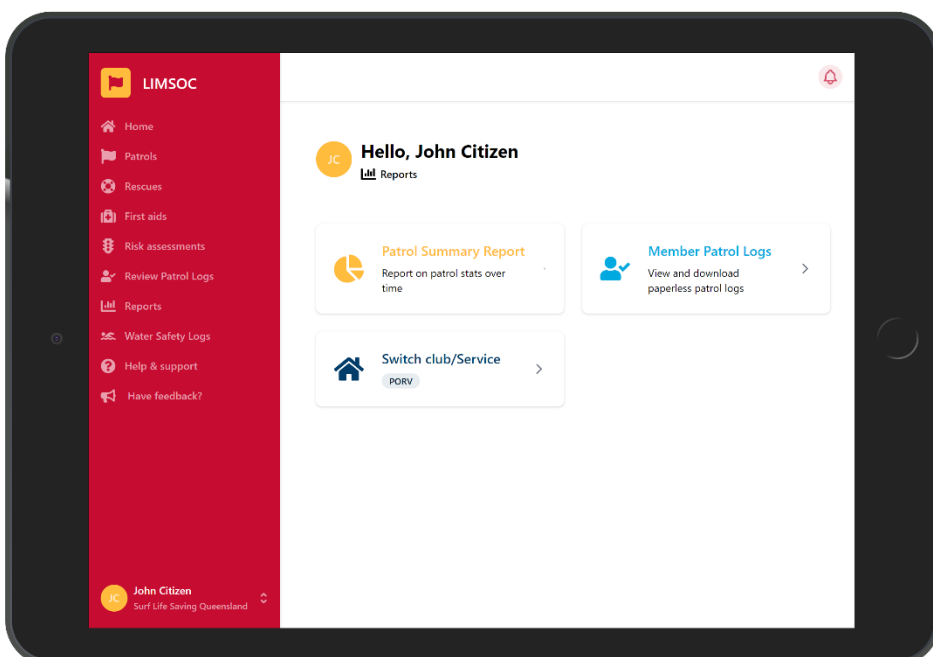 LIMSOC
Home
Patrols
Rescues
First aids
Risk assessments
Review Patrol Logs
Reports
Water Safety Logs
Help & support
Have feedback?
JC
John Citizen
Surf Life Saving Queensland
JC
Hello, John Citizen
Reports
Patrol Summary Report
Report on patrol stats over
time
Member Patrol Logs
View and download
paperless patrol logs
Switch club/Service
PORV